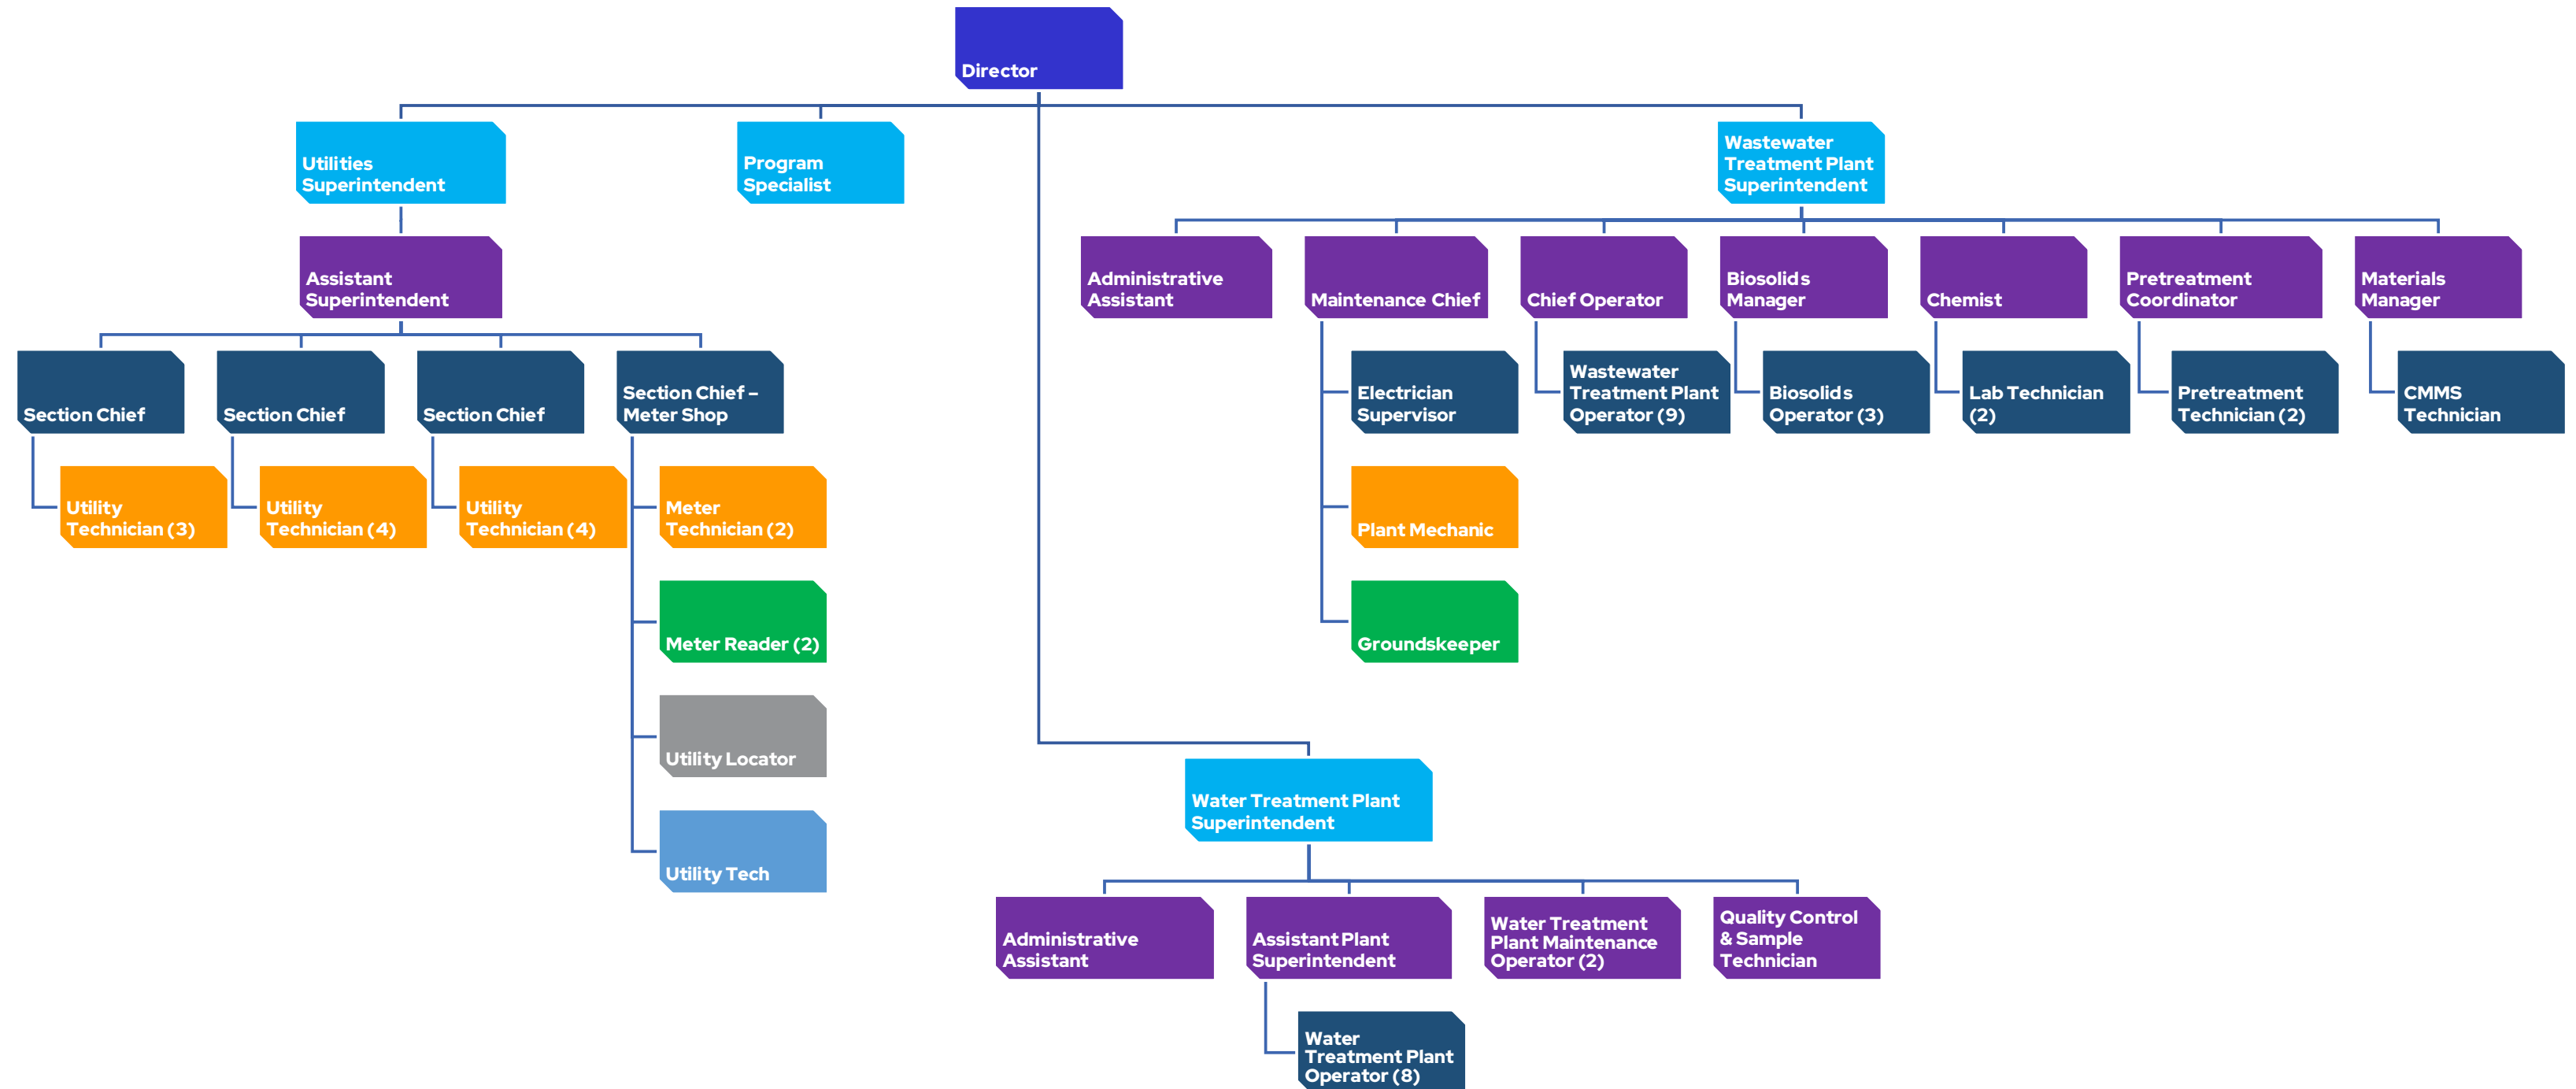 Director
Utilities
Superintendent
Program
Specialist
Wastewater
Treatment Plant
Superintendent
Assistant
Superintendent
Administrative
Assistant
Maintenance Chief
Chief Operator
Biosolids
Manager
Chemist
Pretreatment
Coordinator
Materials
Manager
Section Chief
Section Chief
Section Chief
Section Chief –
Meter Shop
Electrician
Supervisor
Wastewater
Treatment Plant
Operator (9)
Biosolids
Operator (3)
Lab Technician
(2)
Pretreatment
Technician (2)
CMMS
Technician
Utility
Technician (3)
Utility
Technician (4)
Utility
Technician (4)
Meter
Technician (2)
Plant Mechanic
Meter Reader (2)
Groundskeeper
Utility Locator
Water Treatment Plant
Superintendent
Utility Tech
Administrative
Assistant
Assistant Plant
Superintendent
Water Treatment
Plant Maintenance
Operator (2)
Quality Control
& Sample
Technician
Water
Treatment Plant
Operator (8)